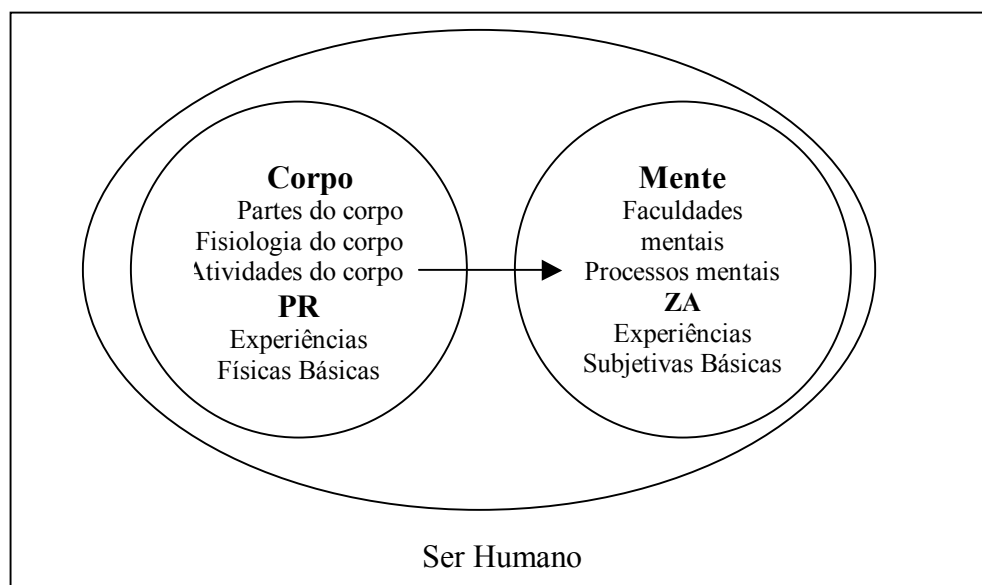 Corpo
Partes do corpo
Fisiologia do corpo
Atividades do corpo
PR
Experiências
Físicas Básicas
Mente
Faculdades
mentais
Processos mentais
ZA
Experiências
Subjetivas Básicas
Ser Humano